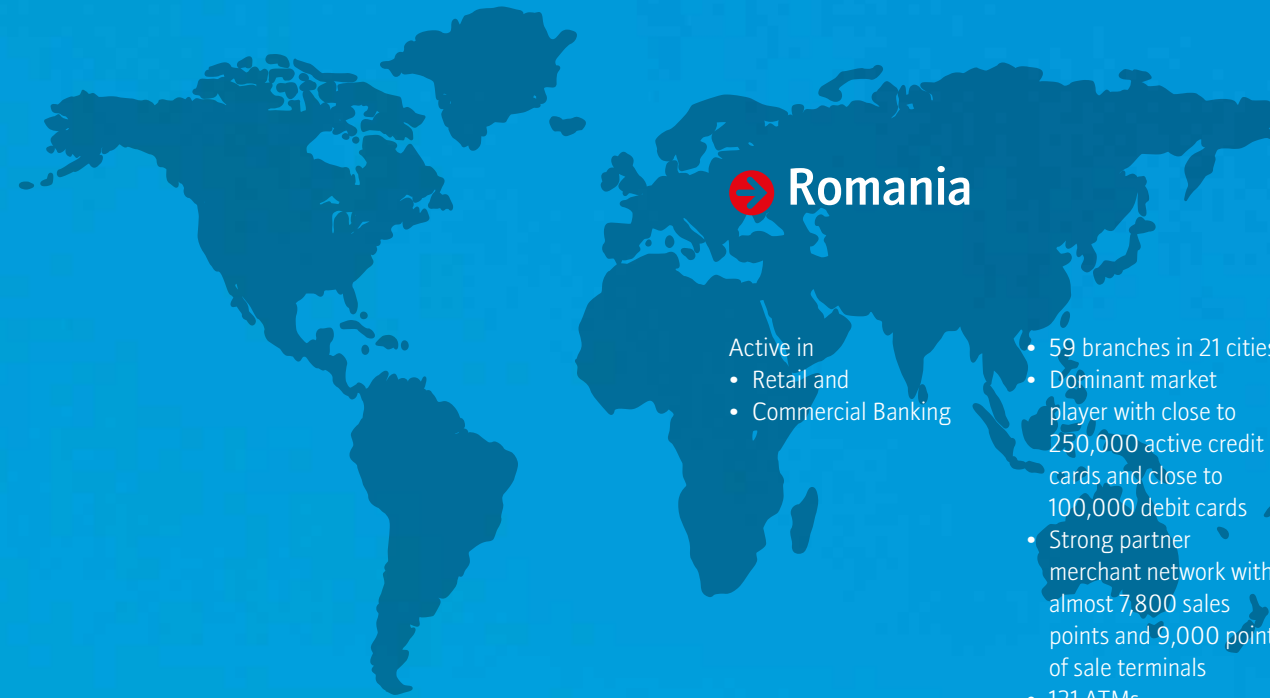 Romania
Active in
• Retail and
• Commercial Banking
• 59 branches in 21 cities
• Dominant market
player with close to
250,000 active credit
cards and close to
100,000 debit cards
• Strong partner
merchant network with
almost 7,800 sales
points and 9,000 point
of sale terminals
• 131 ATMs